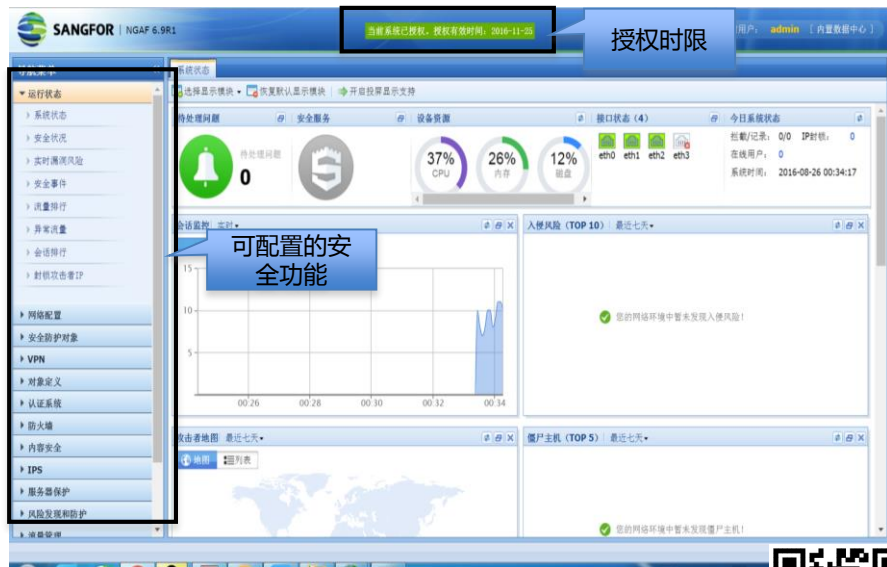 SANGFOR | NGAF 6.9R1
当前系统已授权，授权有效时间：2016-11-25
授权时限
用户： admin [ 内置数据中心 ]
系统状态
运行状态
选择显示模块
恢复默认显示模块
开启投屏显示支持
系统状态
安全状况
实时漏洞风险
安全事件
流量排行
异常流量
会话排行
封锁攻击者IP
网络配置
安全防护对象
VPN
对象定义
认证系统
防火墙
内容安全
IPS
服务器保护
风险发现和防护
流量管理
可配置的安
全功能
待处理问题
待处理问题
0
安全服务
设备资源
37%
CPU
26%
内存
12%
磁盘
接口状态（4）
eth0 eth1 eth2 eth3
今日系统状态
拦截/记录： 0/0 IP封锁： 0
在线用户： 0
系统时间： 2016-08-26 00:34:17
会话监控 实时
15
10
5
00:26 00:28 00:30 00:32 00:34
入侵风险（TOP 10） 最近七天
您的网络环境中暂未发现入侵风险！
攻击者地图 最近七天
地图 列表
僵尸主机（TOP 5） 最近七天
您的网络环境中暂未发现僵尸主机！